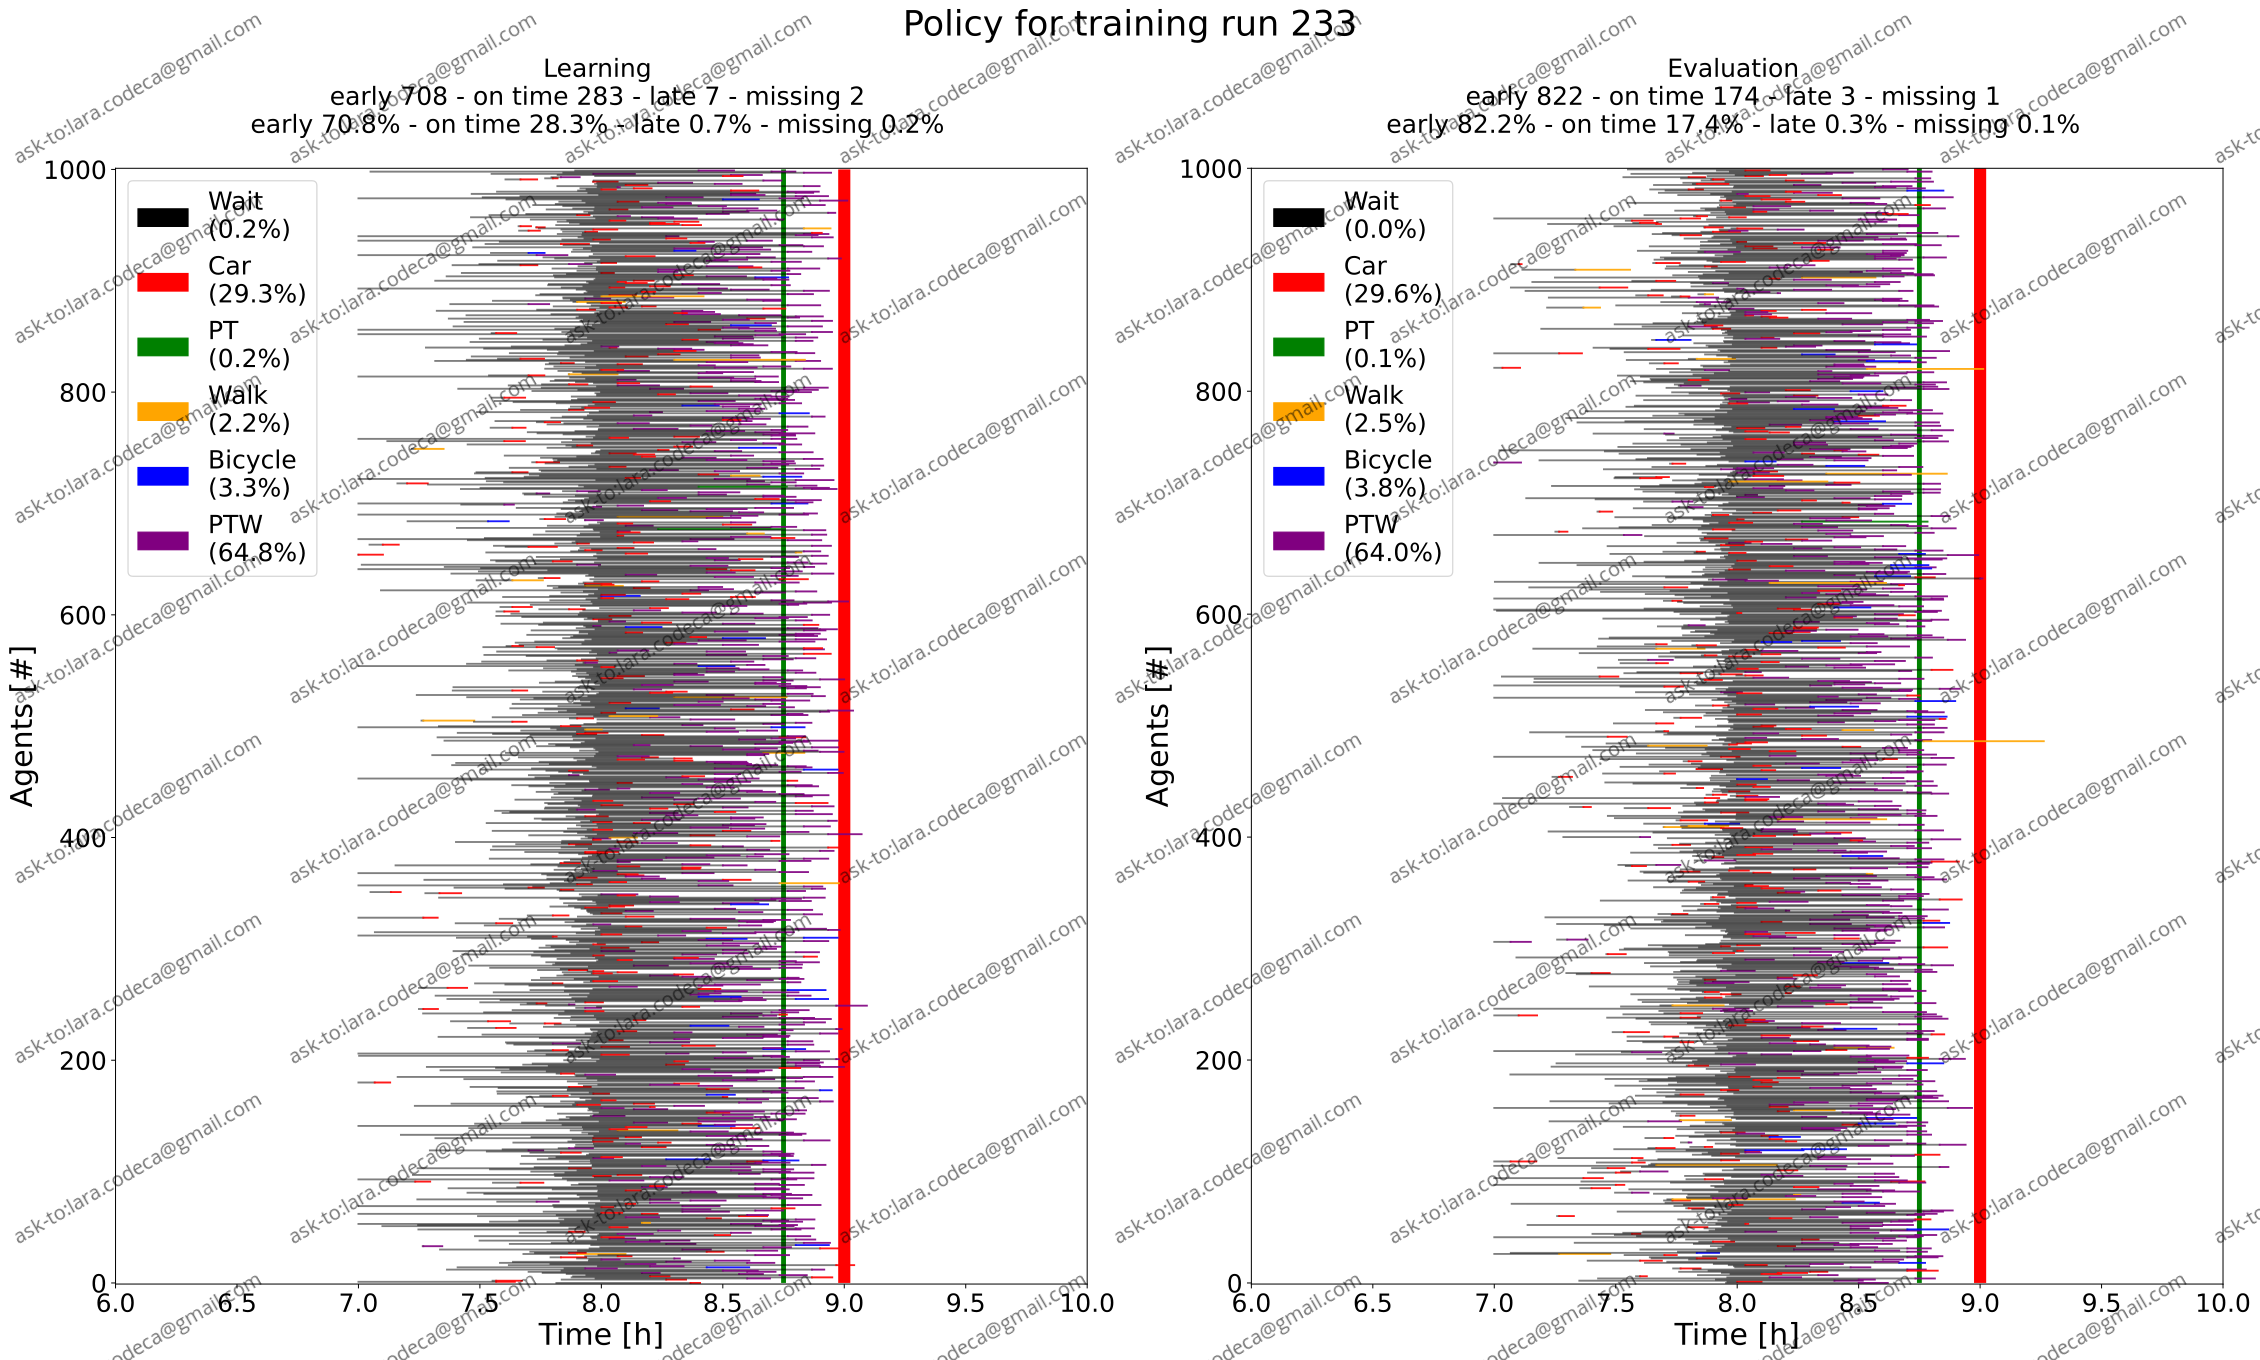 Policy for training run 233
Learning
early 708 - on time 283 - late 7 - missing 2
early 70.8% - on time 28.3% - late 0.7% - missing 0.2%
Wait
(0.2%)
Car
(29.3%)
PT
(0.2%)
Walk
(2.2%)
Bicycle
(3.3%)
PTW
(64.8%)
Agents [#]
1000
800
600
400
200
0
6.0 6.5 7.0 7.5 8.0 8.5 9.0 9.5 10.0
Time [h]
Evaluation
early 822 - on time 174 - late 3 - missing 1
early 82.2% - on time 17.4% - late 0.3% - missing 0.1%
Wait
(0.0%)
Car
(29.6%)
PT
(0.1%)
Walk
(2.5%)
Bicycle
(3.8%)
PTW
(64.0%)
Agents [#]
1000
800
600
400
200
0
6.0 6.5 7.0 7.5 8.0 8.5 9.0 9.5 10.0
Time [h]
ask-to:lara.codeca@gmail.com